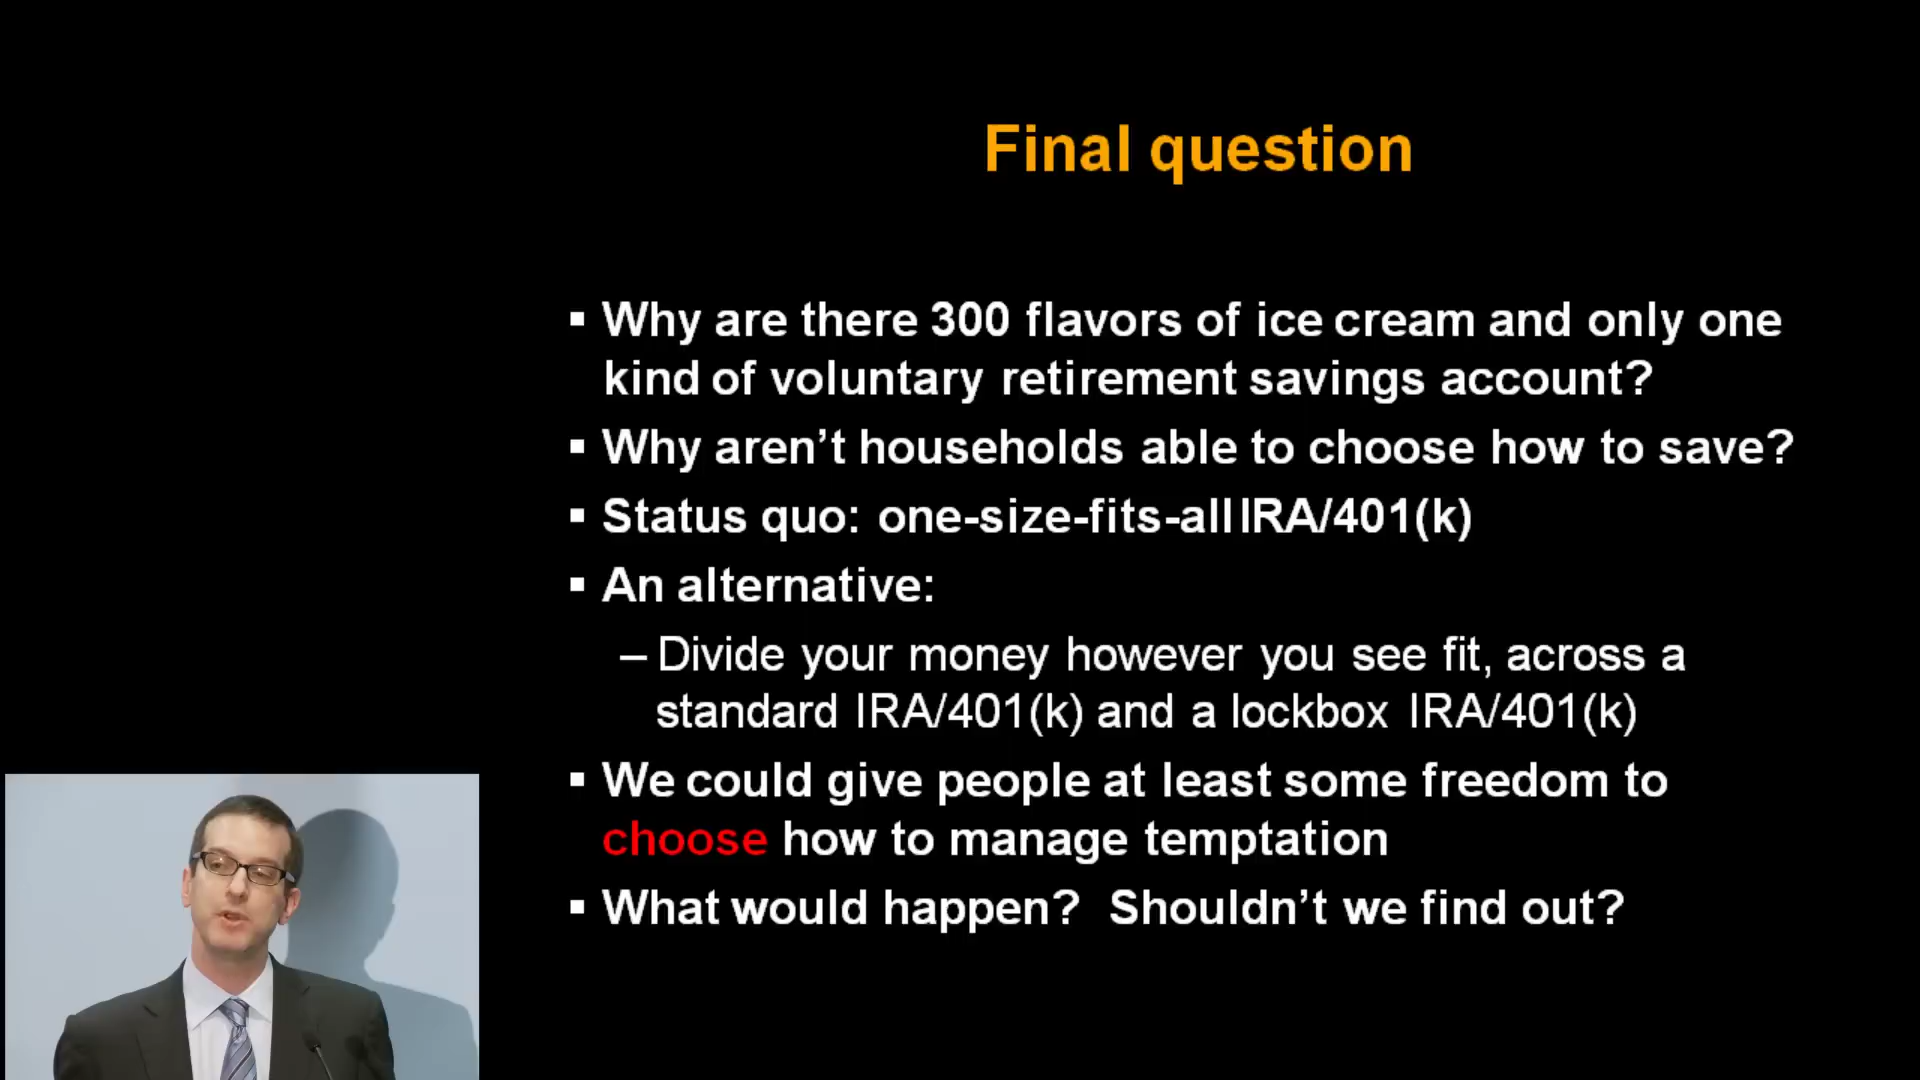 Final question
▪ Why are there 300 flavors of ice cream and only one
kind of voluntary retirement savings account?
▪ Why aren’t households able to choose how to save?
▪ Status quo: one-size-fits-all IRA/401(k)
▪ An alternative:
– Divide your money however you see fit, across a
standard IRA/401(k) and a lockbox IRA/401(k)
▪ We could give people at least some freedom to
choose how to manage temptation
▪ What would happen? Shouldn’t we find out?